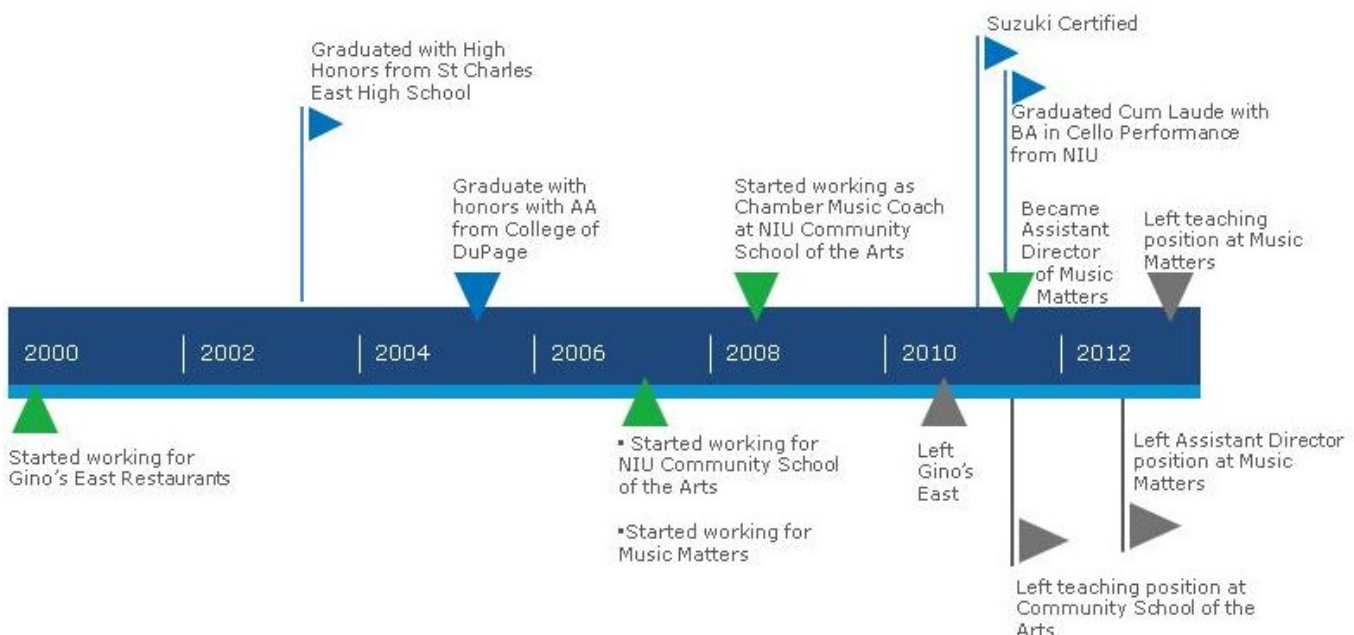 Suzuki Certified
Graduated with High
Honors from St Charles
East High School
Graduated Cum Laude with
BA in Cello Performance
from NIU
Graduate with
honors with AA
from College of
DuPage
Started working as
Chamber Music Coach
at NIU Community
School of the Arts
Became
Assistant
Director
of Music
Matters
Left teaching
position at Music
Matters
2000
2002
2004
2006
2008
2010
2012
Started working for
Gino's East Restaurants
▪ Started working for
NIU Community School
of the Arts
▪Started working for
Music Matters
Left
Gino's
East
Left Assistant Director
position at Music
Matters
Left teaching position at
Community School of the
Arts